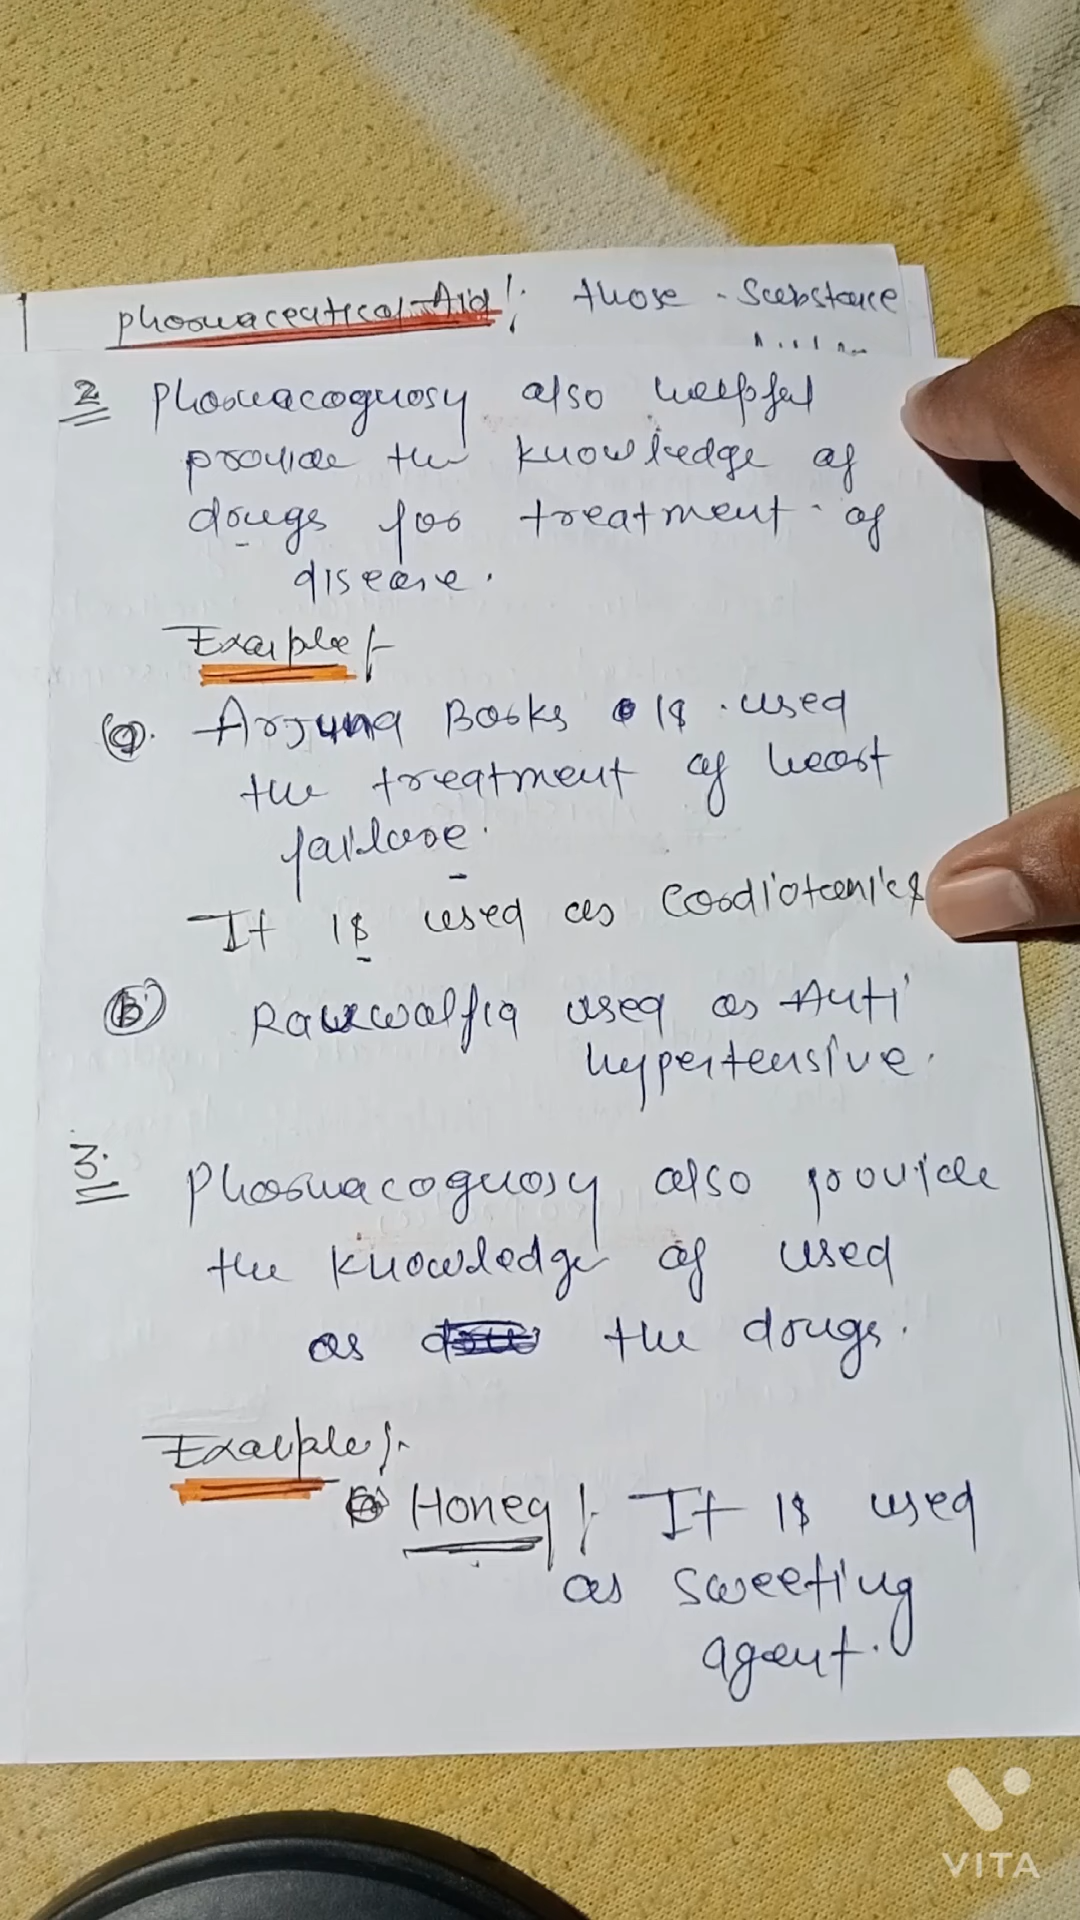 Pharmaceutical Aid :- those - Substance
2 Pharmacognosy also helpful
provide the knowledge of
drugs for treatment of
disease.
Example :-
(a). Arjuna Barks is used
the treatment of heart
failure.
It is used as Cardiotonics
(B) Rauwolfia used as Anti
hypertensive.
3. Pharmacognosy also provide
the knowledge of used
as the drugs.
Example :-
Honey :- It is used
as sweeting
agent.
VITA